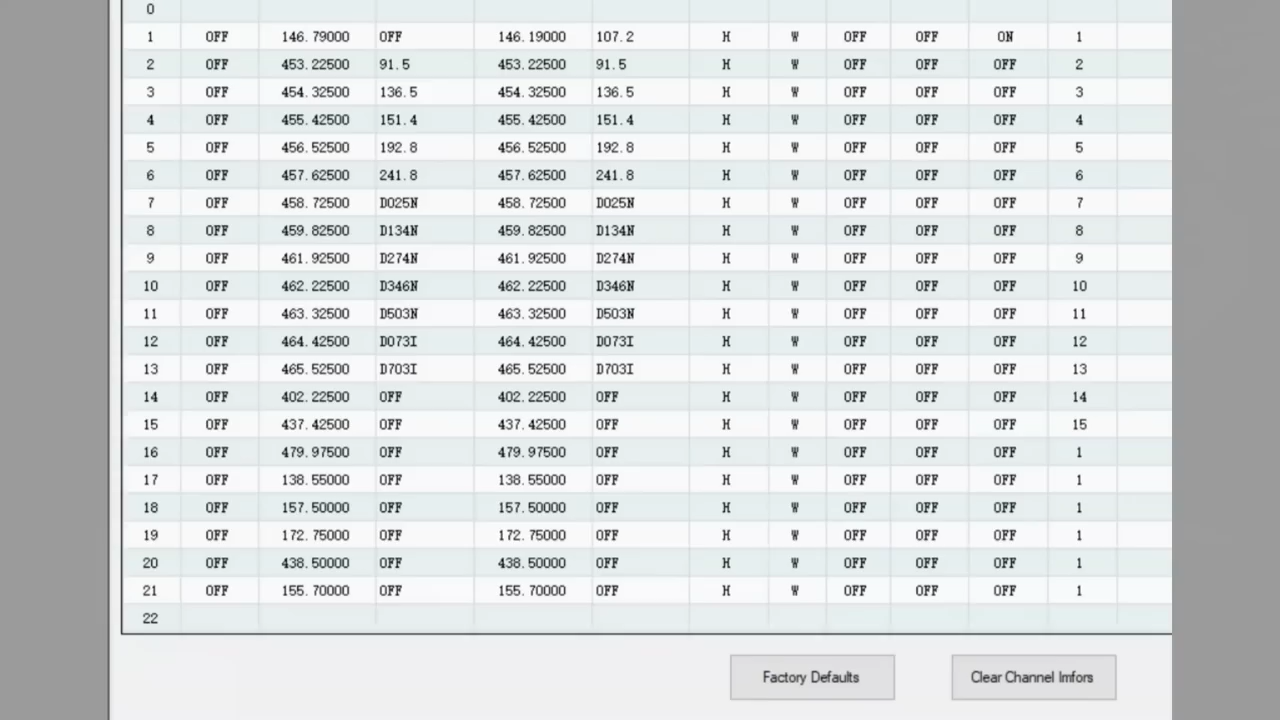 0
1 OFF 146.79000 OFF 146.19000 107.2 H W OFF OFF ON 1
2 OFF 453.22500 91.5 453.22500 91.5 H W OFF OFF OFF 2
3 OFF 454.32500 136.5 454.32500 136.5 H W OFF OFF OFF 3
4 OFF 455.42500 151.4 455.42500 151.4 H W OFF OFF OFF 4
5 OFF 456.52500 192.8 456.52500 192.8 H W OFF OFF OFF 5
6 OFF 457.62500 241.8 457.62500 241.8 H W OFF OFF OFF 6
7 OFF 458.72500 D025N 458.72500 D025N H W OFF OFF OFF 7
8 OFF 459.82500 D134N 459.82500 D134N H W OFF OFF OFF 8
9 OFF 461.92500 D274N 461.92500 D274N H W OFF OFF OFF 9
10 OFF 462.22500 D346N 462.22500 D346N H W OFF OFF OFF 10
11 OFF 463.32500 D503N 463.32500 D503N H W OFF OFF OFF 11
12 OFF 464.42500 D073I 464.42500 D073I H W OFF OFF OFF 12
13 OFF 465.52500 D703I 465.52500 D703I H W OFF OFF OFF 13
14 OFF 402.22500 OFF 402.22500 OFF H W OFF OFF OFF 14
15 OFF 437.42500 OFF 437.42500 OFF H W OFF OFF OFF 15
16 OFF 479.97500 OFF 479.97500 OFF H W OFF OFF OFF 1
17 OFF 138.55000 OFF 138.55000 OFF H W OFF OFF OFF 1
18 OFF 157.50000 OFF 157.50000 OFF H W OFF OFF OFF 1
19 OFF 172.75000 OFF 172.75000 OFF H W OFF OFF OFF 1
20 OFF 438.50000 OFF 438.50000 OFF H W OFF OFF OFF 1
21 OFF 155.70000 OFF 155.70000 OFF H W OFF OFF OFF 1
22
Factory Defaults Clear Channel Imfors